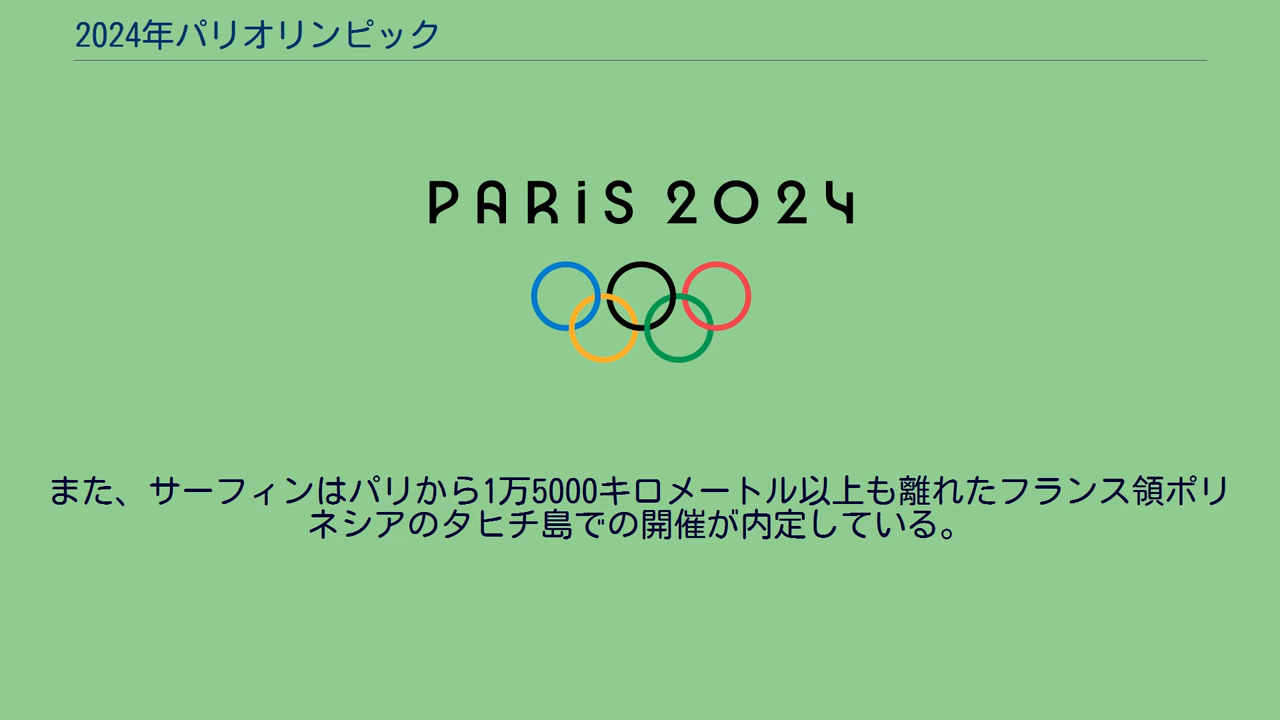 2024年パリオリンピック
PARiS 2024
また、サーフィンはパリから1万5000キロメートル以上も離れたフランス領ポリ
ネシアのタヒチ島での開催が内定している。